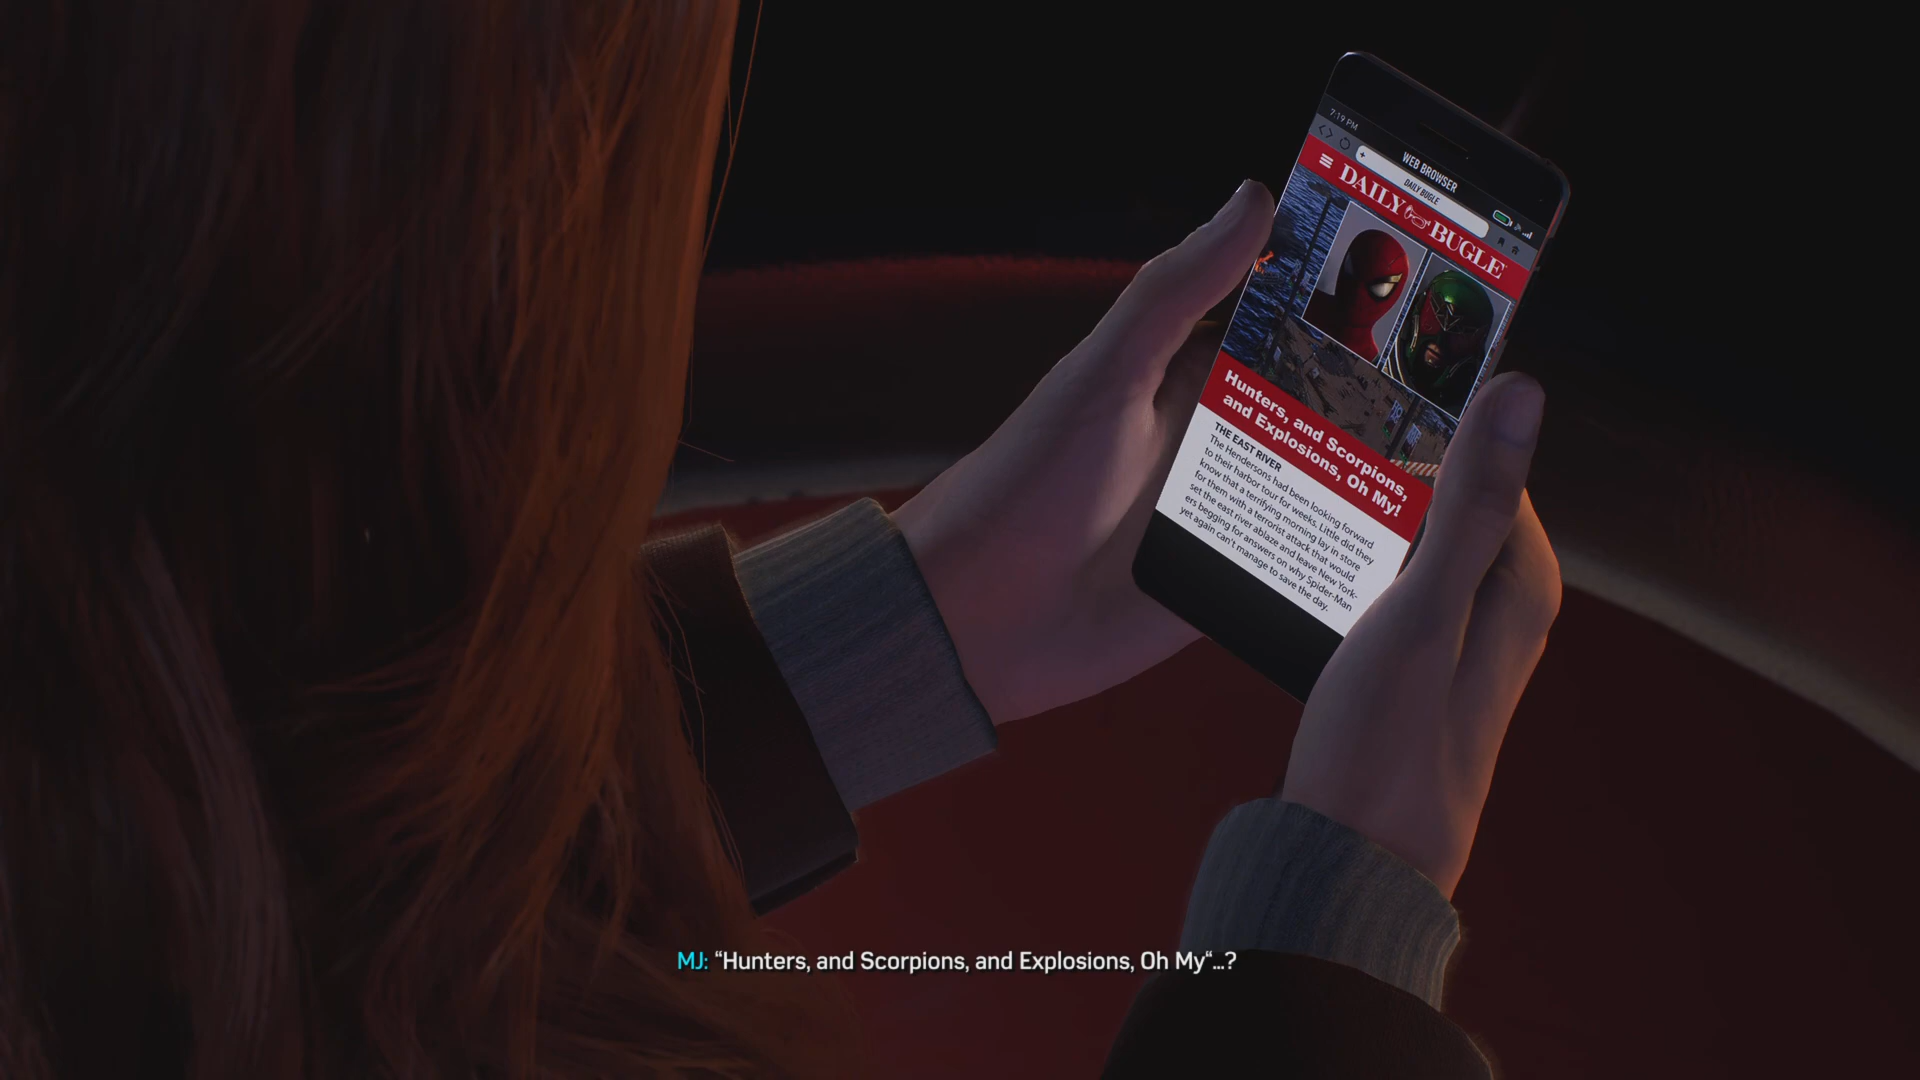 7:19 PM
WEB BROWSER
DAILY BUGLE
DAILY BUGLE
Hunters, and Scorpions,
and Explosions, Oh My!
THE EAST RIVER
The Hendersons had been looking forward
to their harbor tour for weeks. Little did they
know that a terrifying morning lay in store
for them with a terrorist attack that would
set the east river ablaze and leave New York-
ers begging for answers on why Spider-Man
yet again can't manage to save the day.
MJ: “Hunters, and Scorpions, and Explosions, Oh My“...?